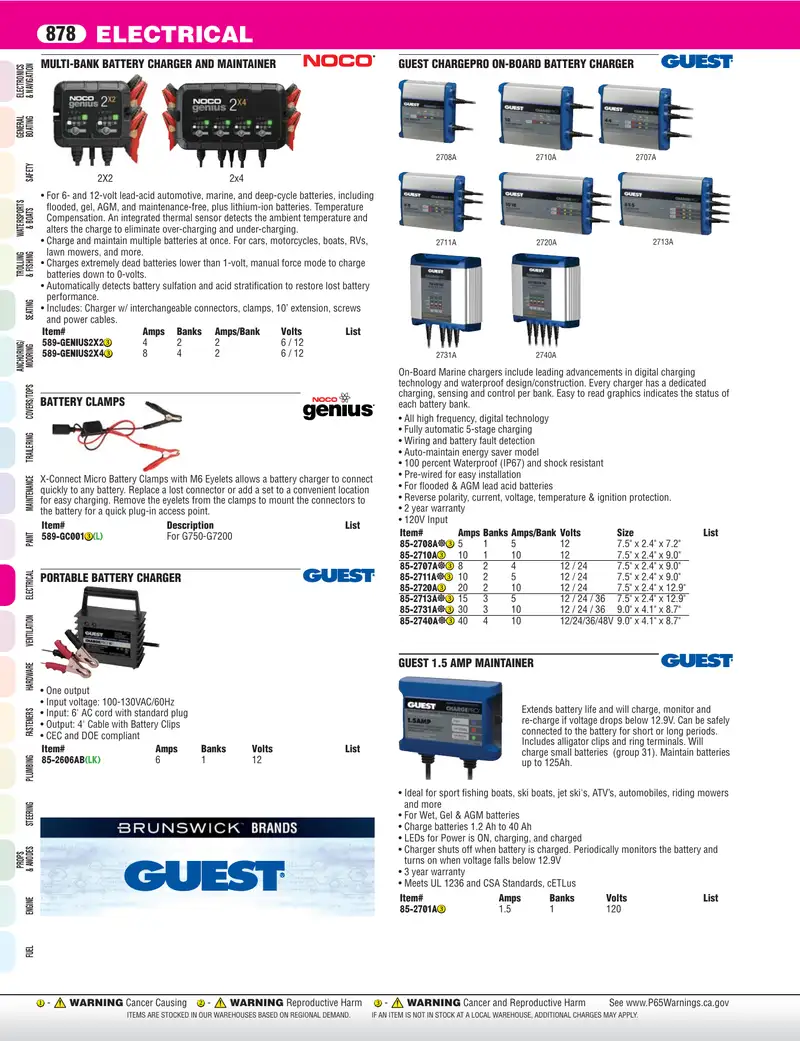 878 ELECTRICAL
ELECTRONICS
& NAVIGATION
GENERAL
BOATING
SAFETY
WATERSPORTS
& BOATS
TROLLING
& FISHING
SEATING
ANCHORING/
MOORING
COVERS/TOPS
TRAILERING
MAINTENANCE
PAINT
ELECTRICAL
VENTILATION
HARDWARE
FASTENERS
PLUMBING
STEERING
PROPS
& ANODES
ENGINE
FUEL
MULTI-BANK BATTERY CHARGER AND MAINTAINER
NOCO
NOCO
genius 2X2
NOCO
genius 2X4
2X2
2x4
• For 6- and 12-volt lead-acid automotive, marine, and deep-cycle batteries, including
flooded, gel, AGM, and maintenance-free, plus lithium-ion batteries. Temperature
Compensation. An integrated thermal sensor detects the ambient temperature and
alters the charge to eliminate over-charging and under-charging.
• Charge and maintain multiple batteries at once. For cars, motorcycles, boats, RVs,
lawn mowers, and more.
• Charges extremely dead batteries lower than 1-volt, manual force mode to charge
batteries down to 0-volts.
• Automatically detects battery sulfation and acid stratification to restore lost battery
performance.
• Includes: Charger w/ interchangeable connectors, clamps, 10' extension, screws
and power cables.
Item# Amps Banks Amps/Bank Volts List
589-GENIUS2X2 3 4 2 2 6 / 12
589-GENIUS2X4 3 8 4 2 6 / 12
BATTERY CLAMPS
NOCO
genius
X-Connect Micro Battery Clamps with M6 Eyelets allows a battery charger to connect
quickly to any battery. Replace a lost connector or add a set to a convenient location
for easy charging. Remove the eyelets from the clamps to mount the connectors to
the battery for a quick plug-in access point.
Item# Description List
589-GC001 3 (L) For G750-G7200
PORTABLE BATTERY CHARGER
GUEST
GUEST
• One output
• Input voltage: 100-130VAC/60Hz
• Input: 6' AC cord with standard plug
• Output: 4' Cable with Battery Clips
• CEC and DOE compliant
Item# Amps Banks Volts List
85-2606AB(LK) 6 1 12
BRUNSWICK BRANDS
GUEST®
GUEST CHARGEPRO ON-BOARD BATTERY CHARGER
GUEST
GUEST
GUEST
GUEST
2708A
2710A
2707A
GUEST
GUEST
GUEST
2711A
2720A
2713A
GUEST
GUEST
2731A
2740A
On-Board Marine chargers include leading advancements in digital charging
technology and waterproof design/construction. Every charger has a dedicated
charging, sensing and control per bank. Easy to read graphics indicates the status of
each battery bank.
• All high frequency, digital technology
• Fully automatic 5-stage charging
• Wiring and battery fault detection
• Auto-maintain energy saver model
• 100 percent Waterproof (IP67) and shock resistant
• Pre-wired for easy installation
• For flooded & AGM lead acid batteries
• Reverse polarity, current, voltage, temperature & ignition protection.
• 2 year warranty
• 120V Input
Item# Amps Banks Amps/Bank Volts Size List
85-2708A 3 5 1 5 12 7.5" x 2.4" x 7.2"
85-2710A 3 10 1 10 12 7.5" x 2.4" x 9.0"
85-2707A 3 8 2 4 12 / 24 7.5" x 2.4" x 9.0"
85-2711A 3 10 2 5 12 / 24 7.5" x 2.4" x 9.0"
85-2720A 3 20 2 10 12 / 24 7.5" x 2.4" x 12.9"
85-2713A 3 15 3 5 12 / 24 / 36 7.5" x 2.4" x 12.9"
85-2731A 3 30 3 10 12 / 24 / 36 9.0" x 4.1" x 8.7"
85-2740A 3 40 4 10 12/24/36/48V 9.0" x 4.1" x 8.7"
GUEST 1.5 AMP MAINTAINER
GUEST
GUEST
CHARGEPRO
1.5AMP
Extends battery life and will charge, monitor and
re-charge if voltage drops below 12.9V. Can be safely
connected to the battery for short or long periods.
Includes alligator clips and ring terminals. Will
charge small batteries (group 31). Maintain batteries
up to 125Ah.
• Ideal for sport fishing boats, ski boats, jet ski's, ATV's, automobiles, riding mowers
and more
• For Wet, Gel & AGM batteries
• Charge batteries 1.2 Ah to 40 Ah
• LEDs for Power is ON, charging, and charged
• Charger shuts off when battery is charged. Periodically monitors the battery and
turns on when voltage falls below 12.9V
• 3 year warranty
• Meets UL 1236 and CSA Standards, cETLus
Item# Amps Banks Volts List
85-2701A 3 1.5 1 120
1 - WARNING Cancer Causing 2 - WARNING Reproductive Harm 3 - WARNING Cancer and Reproductive Harm See www.P65Warnings.ca.gov
ITEMS ARE STOCKED IN OUR WAREHOUSES BASED ON REGIONAL DEMAND. IF AN ITEM IS NOT IN STOCK AT A LOCAL WAREHOUSE, ADDITIONAL CHARGES MAY APPLY.